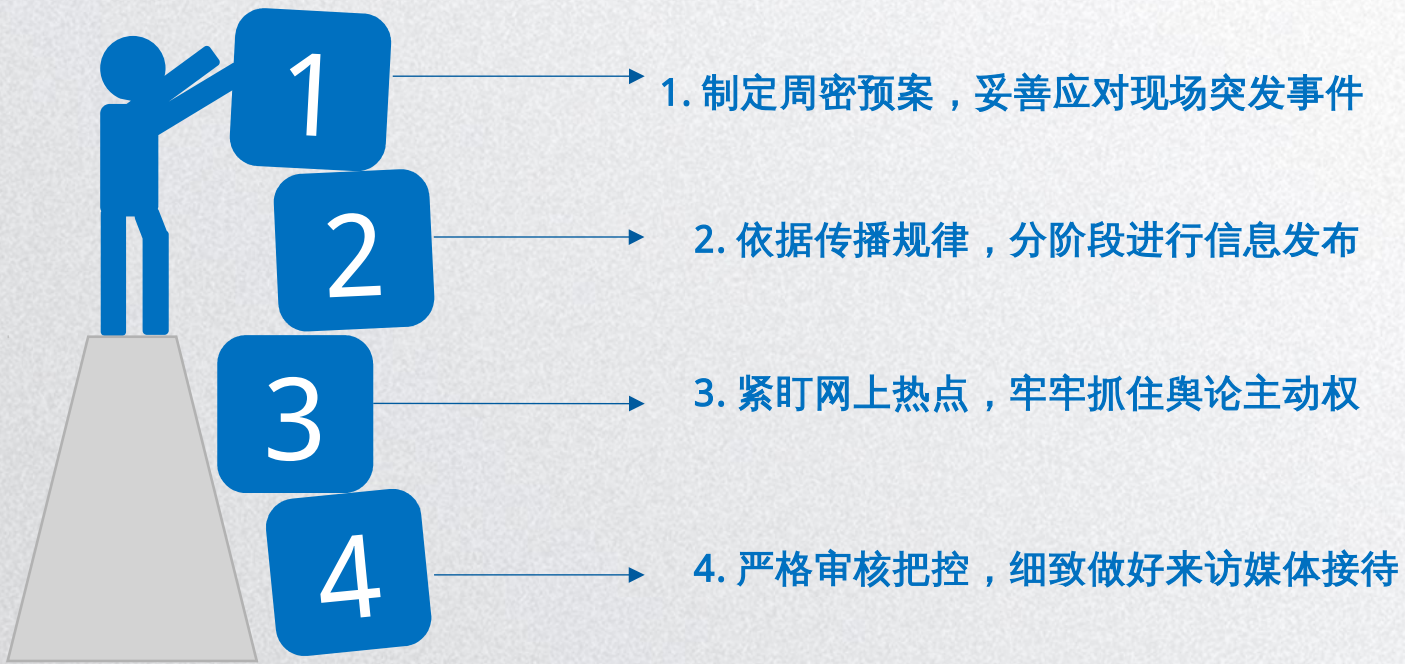 1
1. 制定周密预案，妥善应对现场突发事件
2
2. 依据传播规律，分阶段进行信息发布
3
3. 紧盯网上热点，牢牢抓住舆论主动权
4
4. 严格审核把控，细致做好来访媒体接待